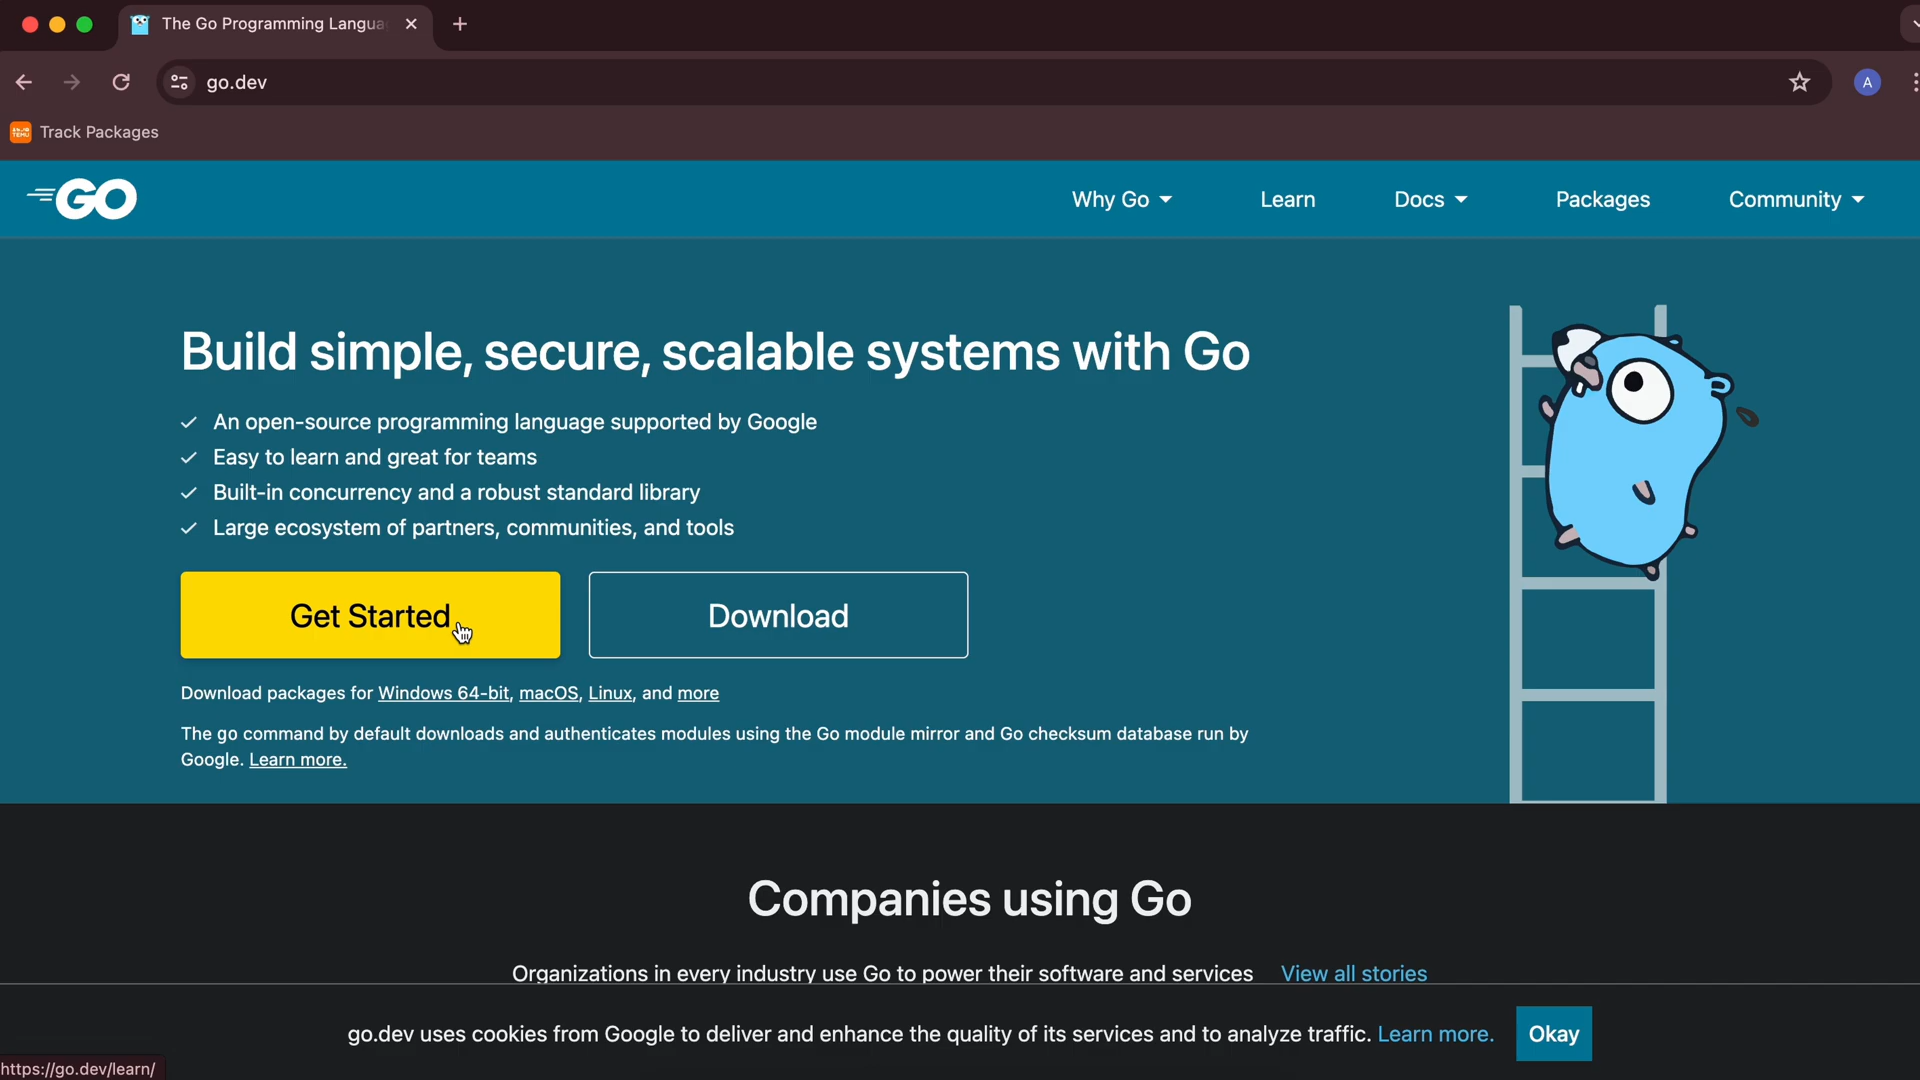 The Go Programming Langua
go.dev
A
TEMU
Track Packages
GO
Why Go
Learn
Docs
Packages
Community
Build simple, secure, scalable systems with Go
An open-source programming language supported by Google
Easy to learn and great for teams
Built-in concurrency and a robust standard library
Large ecosystem of partners, communities, and tools
Get Started
Download
Download packages for Windows 64-bit, macOS, Linux, and more
The go command by default downloads and authenticates modules using the Go module mirror and Go checksum database run by
Google. Learn more.
Companies using Go
Organizations in every industry use Go to power their software and services View all stories
go.dev uses cookies from Google to deliver and enhance the quality of its services and to analyze traffic. Learn more.
Okay
https://go.dev/learn/